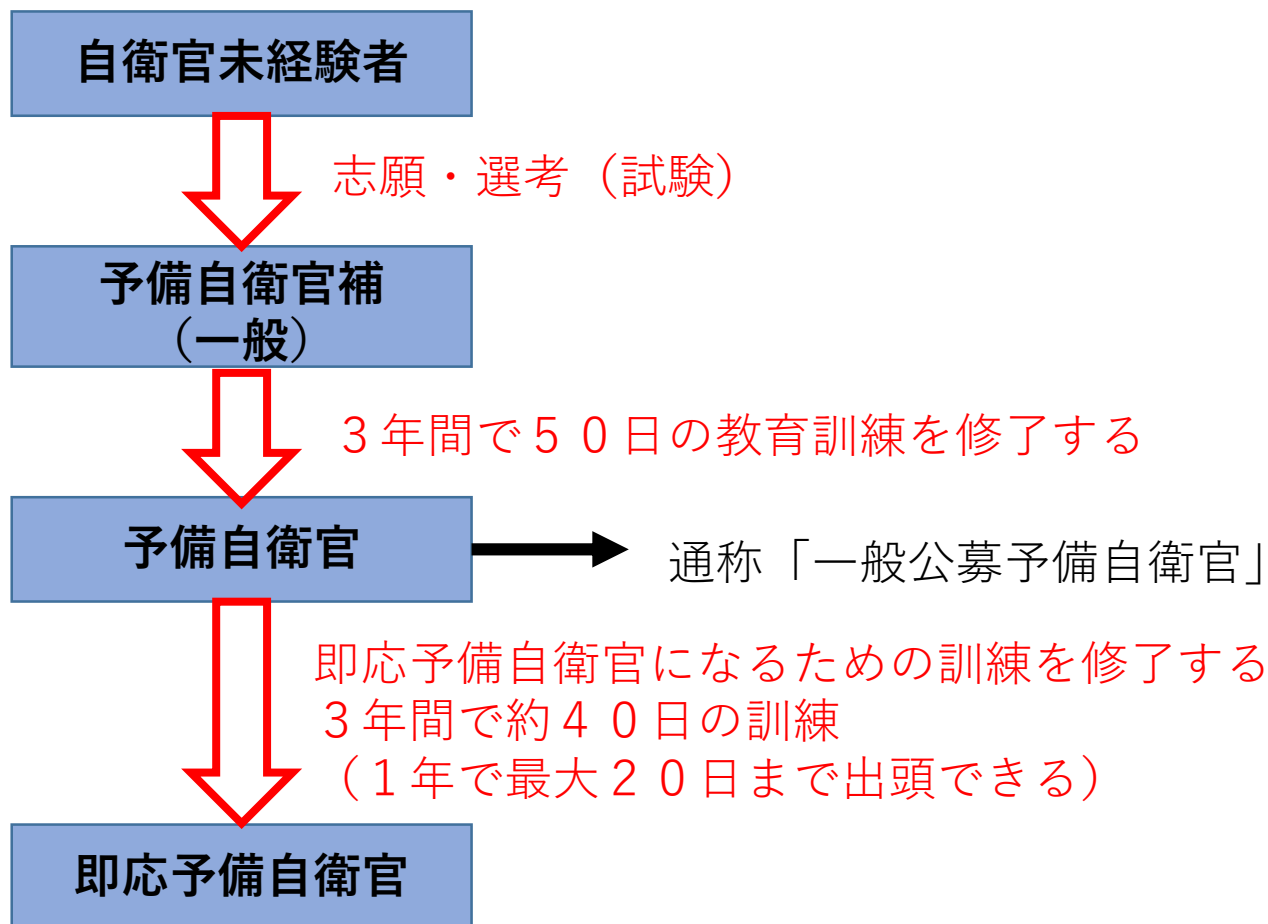 自衛官未経験者
志願・選考（試験）
予備自衛官補
（一般）
３年間で５０日の教育訓練を修了する
予備自衛官
通称「一般公募予備自衛官」
即応予備自衛官になるための訓練を修了する
３年間で約４０日の訓練
（１年で最大２０日まで出頭できる）
即応予備自衛官